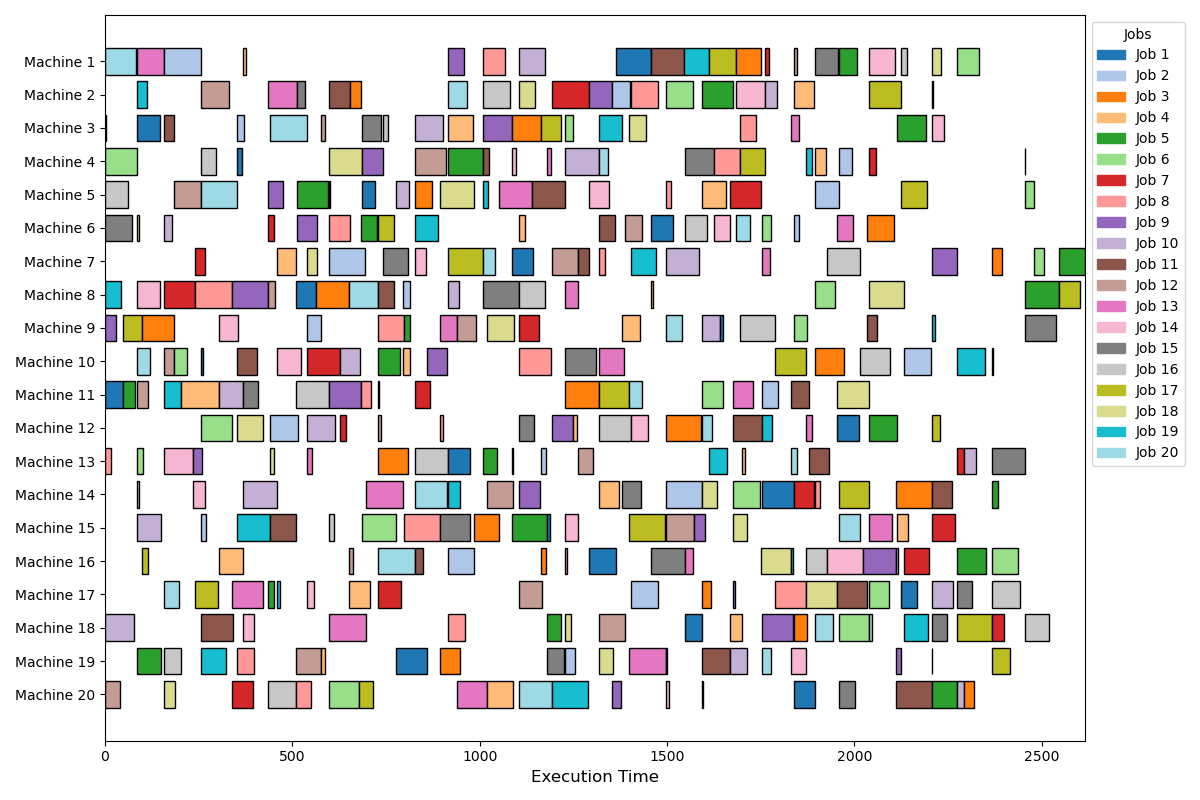 Machine 1
Machine 2
Machine 3
Machine 4
Machine 5
Machine 6
Machine 7
Machine 8
Machine 9
Machine 10
Machine 11
Machine 12
Machine 13
Machine 14
Machine 15
Machine 16
Machine 17
Machine 18
Machine 19
Machine 20
0 500 1000 1500 2000 2500
Execution Time
Jobs
Job 1
Job 2
Job 3
Job 4
Job 5
Job 6
Job 7
Job 8
Job 9
Job 10
Job 11
Job 12
Job 13
Job 14
Job 15
Job 16
Job 17
Job 18
Job 19
Job 20